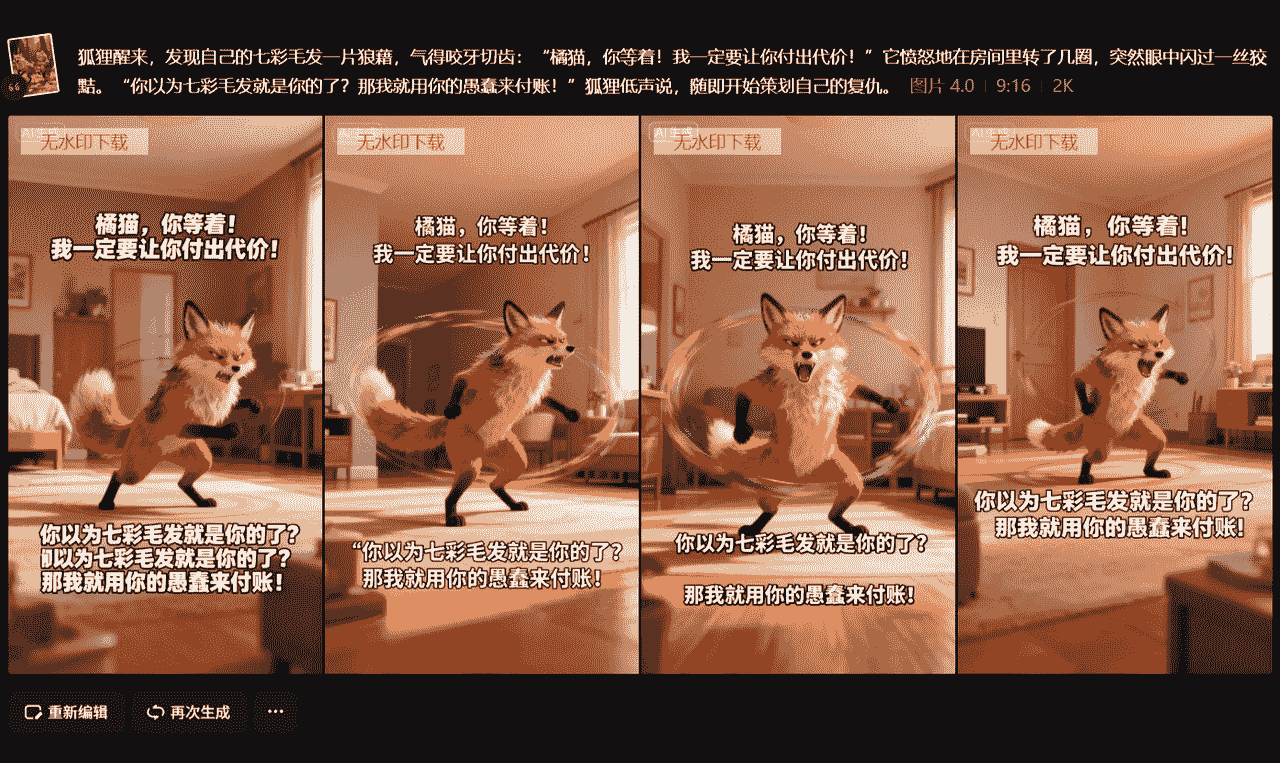 狐狸醒来，发现自己的七彩毛发一片狼藉，气得咬牙切齿：“橘猫，你等着！我一定要让你付出代价！”它愤怒地在房间里转了几圈，突然眼中闪过一丝狡
黠。“你以为七彩毛发就是你的了？那我就用你的愚蠢来付账！”狐狸低声说，随即开始策划自己的复仇。 图片 4.0 | 9:16 | 2K
AI 生成
无水印下载
橘猫，你等着！
我一定要让你付出代价！
你以为七彩毛发就是你的了？
你以为七彩毛发就是你的了？
那我就用你的愚蠢来付账！
AI 生成
无水印下载
橘猫，你等着！
我一定要让你付出代价！
“你以为七彩毛发就是你的了？
那我就用你的愚蠢来付账！
AI 生成
无水印下载
橘猫，你等着！
我一定要让你付出代价！
你以为七彩毛发就是你的了？
那我就用你的愚蠢来付账！
AI 生成
无水印下载
橘猫，你等着！
我一定要让你付出代价！
你以为七彩毛发就是你的了？
那我就用你的愚蠢来付账！
重新编辑
再次生成